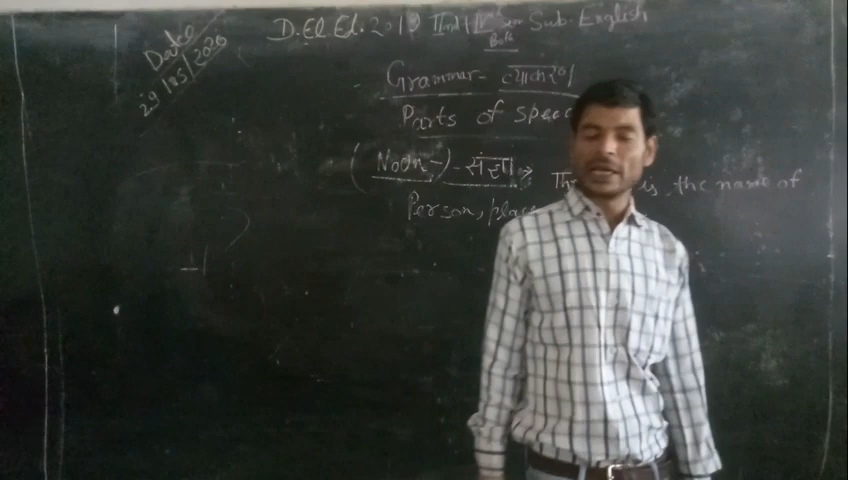 Date
29/05/2020
D.El.Ed. 2019 IInd + IVth Sem Sub. English
Both
Grammar - व्याकरण
Parts of speec
(Noun -) - संज्ञा → is the name of
Person, place